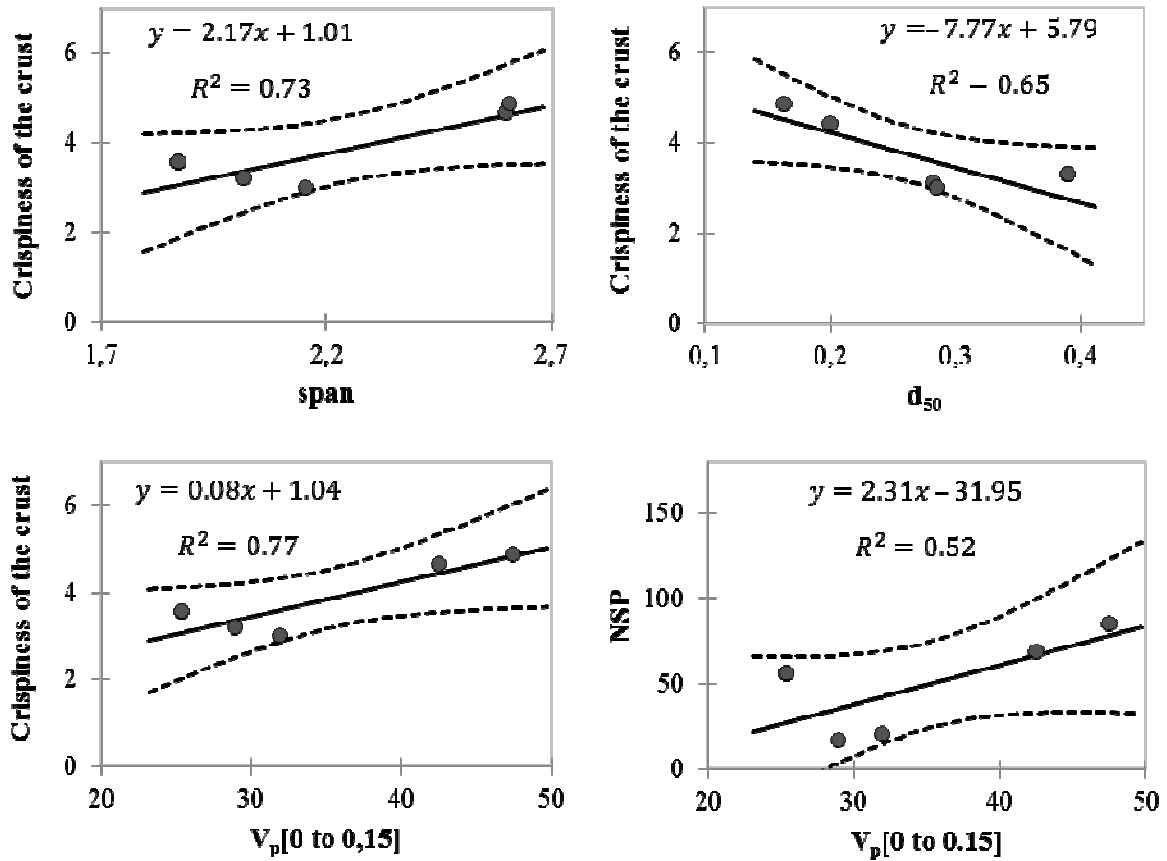 y = 2.17x + 1.01
R² = 0.73
Crispiness of the crust
6
4
2
0
1,7
2,2
2,7
span
y =– 7.77x + 5.79
R² – 0.65
Crispiness of the crust
6
4
2
0
0,1
0,2
0,3
0,4
d₅₀
y = 0.08x + 1.04
R² = 0.77
Crispiness of the crust
6
4
2
0
20
30
40
50
Vₚ[0 to 0,15]
y = 2.31x – 31.95
R² = 0.52
NSP
150
100
50
0
20
30
40
50
Vₚ[0 to 0.15]